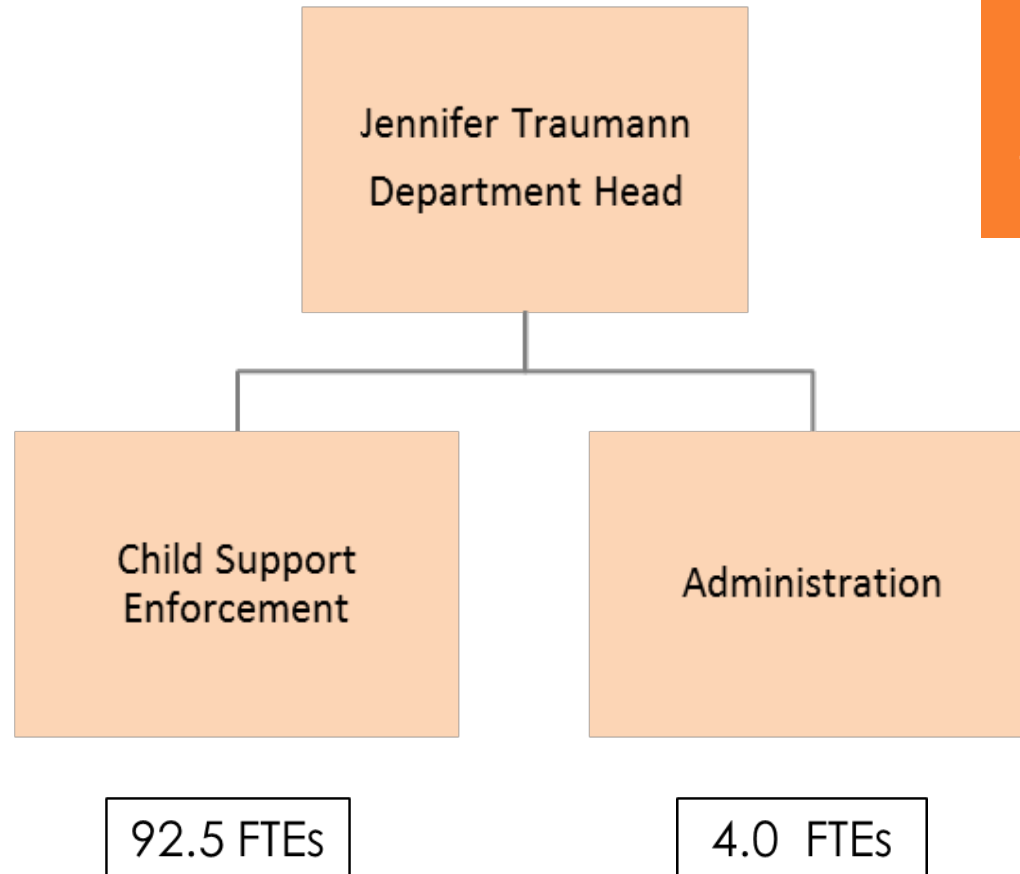 Jennifer Traumann
Department Head
Child Support
Enforcement
Administration
92.5 FTEs
4.0 FTEs